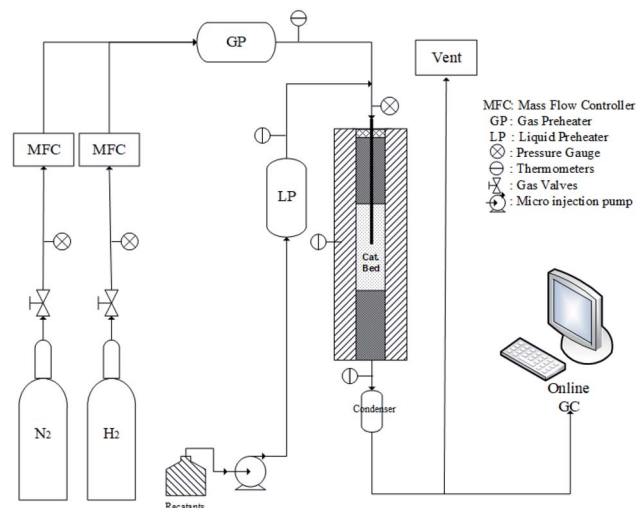 GP
Vent
MFC: Mass Flow Controller
GP : Gas Preheater
LP : Liquid Preheater
: Pressure Gauge
: Thermometers
: Gas Valves
: Micro injection pump
MFC
MFC
LP
Cat.
Bed
Online
GC
Condenser
N2
H2
Recatants